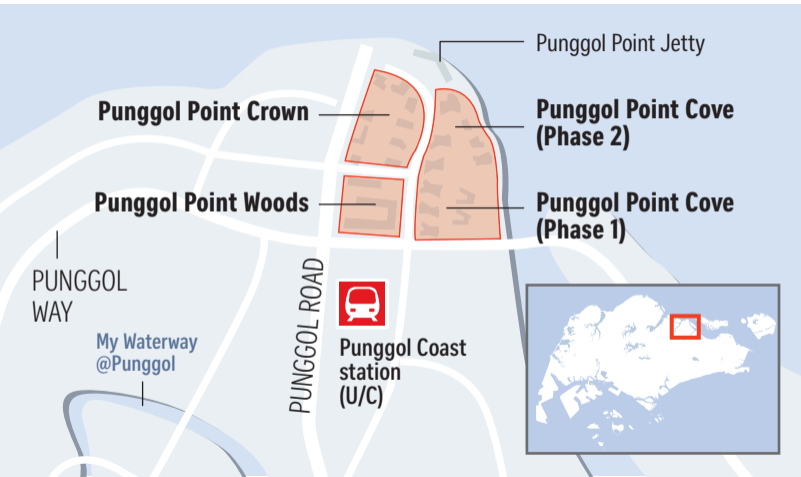 Punggol Point Jetty
Punggol Point Crown
Punggol Point Cove
(Phase 2)
Punggol Point Woods
Punggol Point Cove
(Phase 1)
PUNGGOL
WAY
PUNGGOL ROAD
My Waterway
@Punggol
Punggol Coast
station
(U/C)